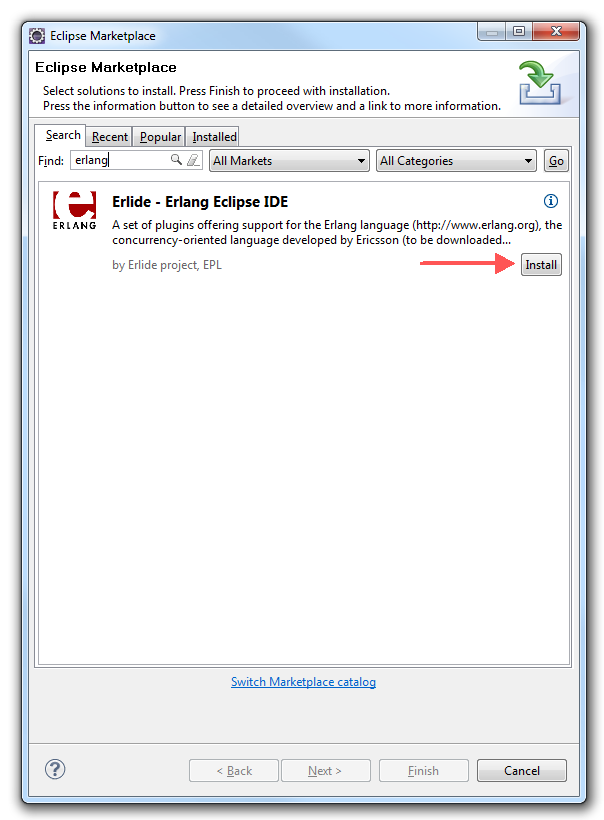 Eclipse Marketplace
Eclipse Marketplace
Select solutions to install. Press Finish to proceed with installation.
Press the information button to see a detailed overview and a link to more information.
Search Recent Popular Installed
Find: erlang All Markets All Categories Go
Erlide - Erlang Eclipse IDE
A set of plugins offering support for the Erlang language (http://www.erlang.org), the
concurrency-oriented language developed by Ericsson (to be downloaded...
ERLANG
by Erlide project, EPL Install
Switch Marketplace catalog
< Back Next > Finish Cancel